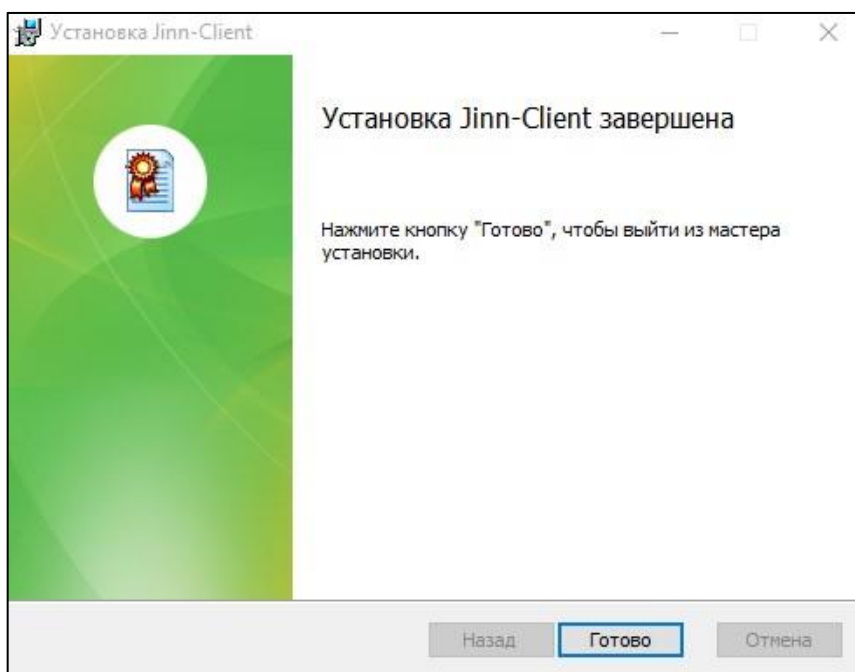 Установка Jinn-Client
Установка Jinn-Client завершена
Нажмите кнопку "Готово", чтобы выйти из мастера
установки.
Назад Готово Отмена